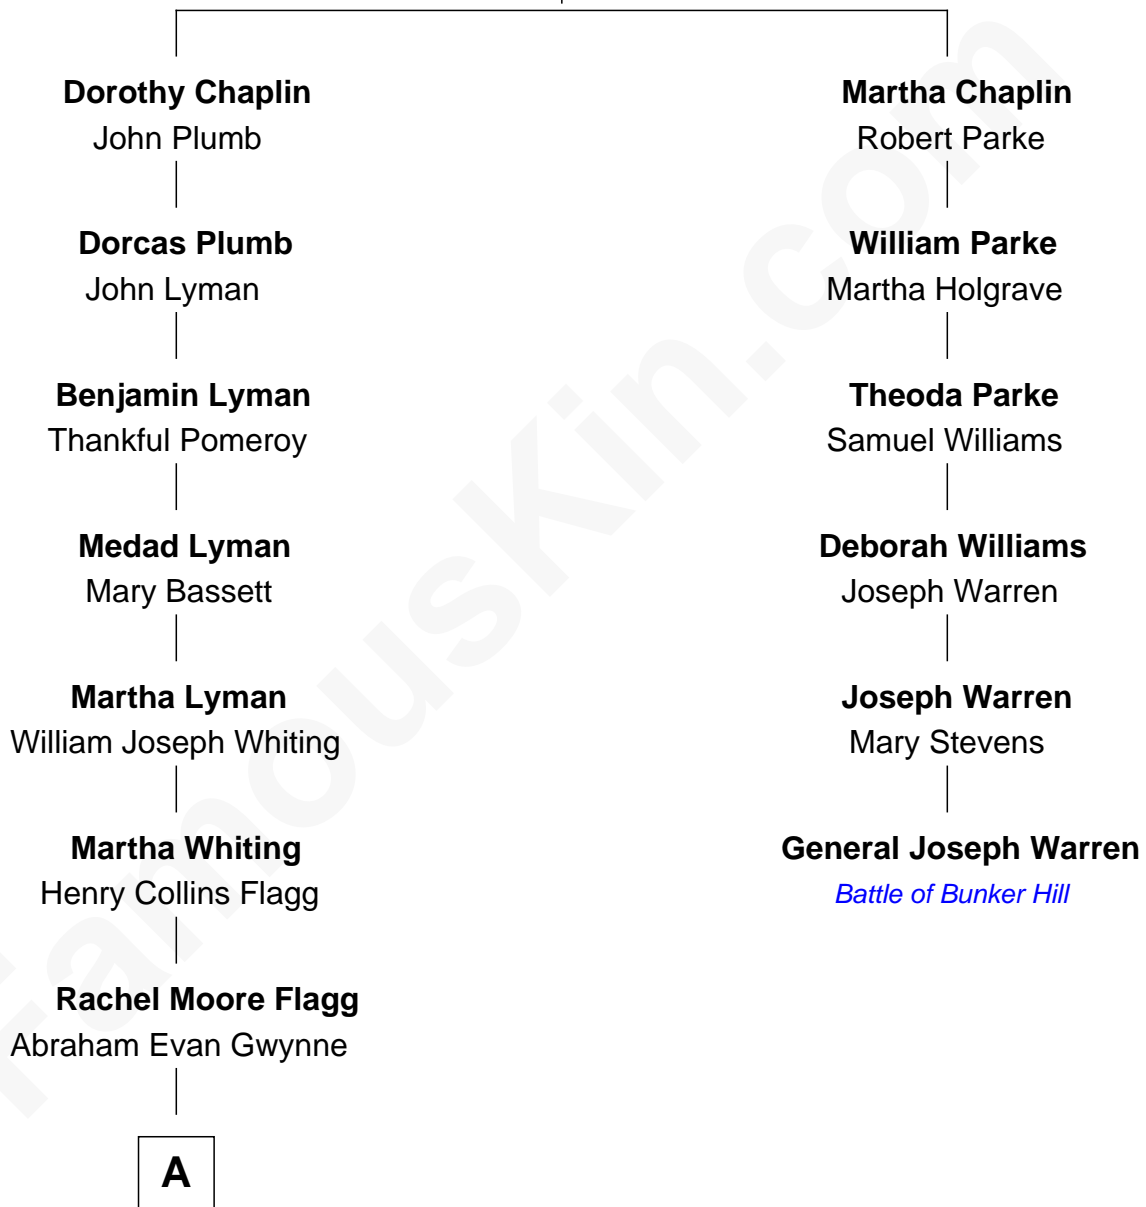 Dorothy Chaplin
John Plumb
Martha Chaplin
Robert Parke
Dorcas Plumb
John Lyman
William Parke
Martha Holgrave
Benjamin Lyman
Thankful Pomeroy
Theoda Parke
Samuel Williams
Medad Lyman
Mary Bassett
Deborah Williams
Joseph Warren
Martha Lyman
William Joseph Whiting
Joseph Warren
Mary Stevens
Martha Whiting
Henry Collins Flagg
General Joseph Warren
Battle of Bunker Hill
Rachel Moore Flagg
Abraham Evan Gwynne
A
FamousKin.com